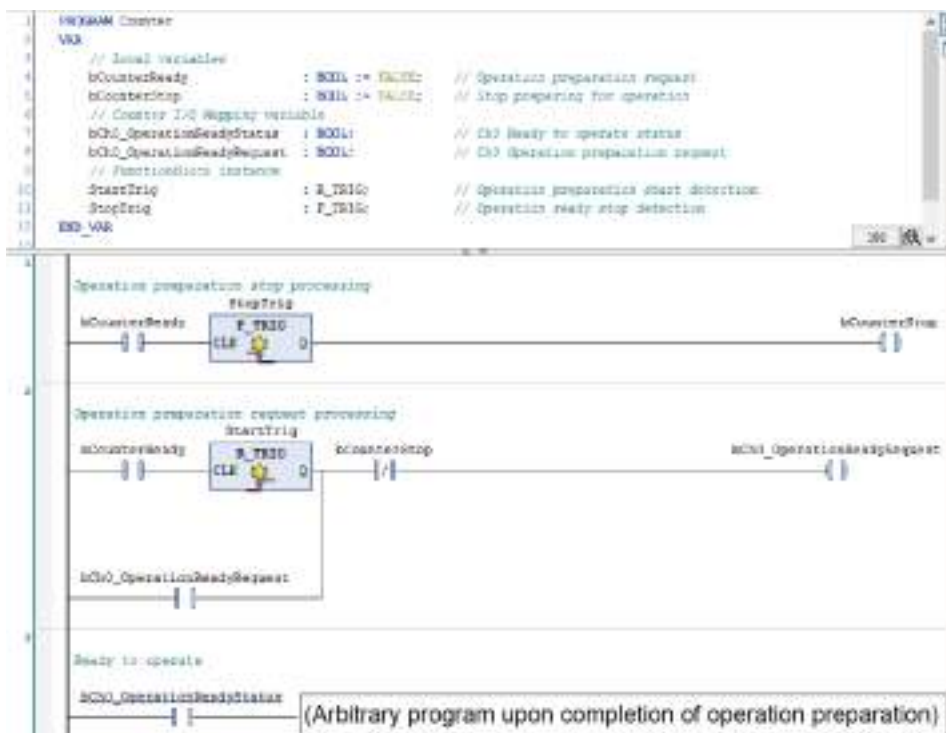 PROGRAM Counter
VAR
// Local variables
bCounterReady : BOOL := FALSE; // Operation preparation request
bCounterStop : BOOL := FALSE; // Stop preparing for operation
// Counter I/O Mapping variable
bCh0_OperationReadyStatus : BOOL; // Ch0 Ready to operate status
bCh0_OperationReadyRequest : BOOL; // Ch0 Operation preparation request
// instance
StartTrig : R_TRIG; // Operation preparation start detection
StopTrig : F_TRIG; // Operation ready stop detection
END_VAR
Operation preparation stop processing
StopTrig
bCounterReady F_TRIG bCounterStop
CLK Q
Operation preparation request processing
StartTrig
bCounterReady R_TRIG bCounterStop bCh0_OperationReadyRequest
CLK Q
bCh0_OperationReadyRequest
Ready to operate
bCh0_OperationReadyStatus
(Arbitrary program upon completion of operation preparation)